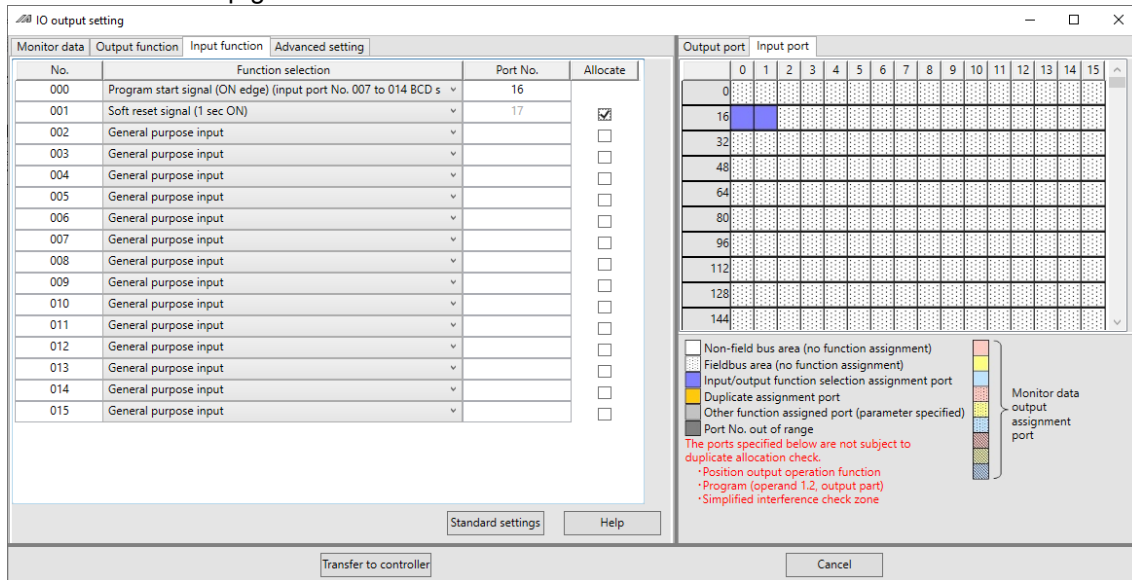 IO output setting
Monitor data Output function Input function Advanced setting
No. Function selection Port No. Allocate
000 Program start signal (ON edge) (input port No. 007 to 014 BCD s 16
001 Soft reset signal (1 sec ON) 17
002 General purpose input
003 General purpose input
004 General purpose input
005 General purpose input
006 General purpose input
007 General purpose input
008 General purpose input
009 General purpose input
010 General purpose input
011 General purpose input
012 General purpose input
013 General purpose input
014 General purpose input
015 General purpose input
Standard settings Help
Output port Input port
0 1 2 3 4 5 6 7 8 9 10 11 12 13 14 15
0
16
32
48
64
80
96
112
128
144
Non-field bus area (no function assignment)
Fieldbus area (no function assignment)
Input/output function selection assignment port
Duplicate assignment port
Other function assigned port (parameter specified)
Port No. out of range
Monitor data
output
assignment
port
The ports specified below are not subject to
duplicate allocation check.
・Position output operation function
・Program (operand 1.2, output part)
・Simplified interference check zone
Transfer to controller Cancel